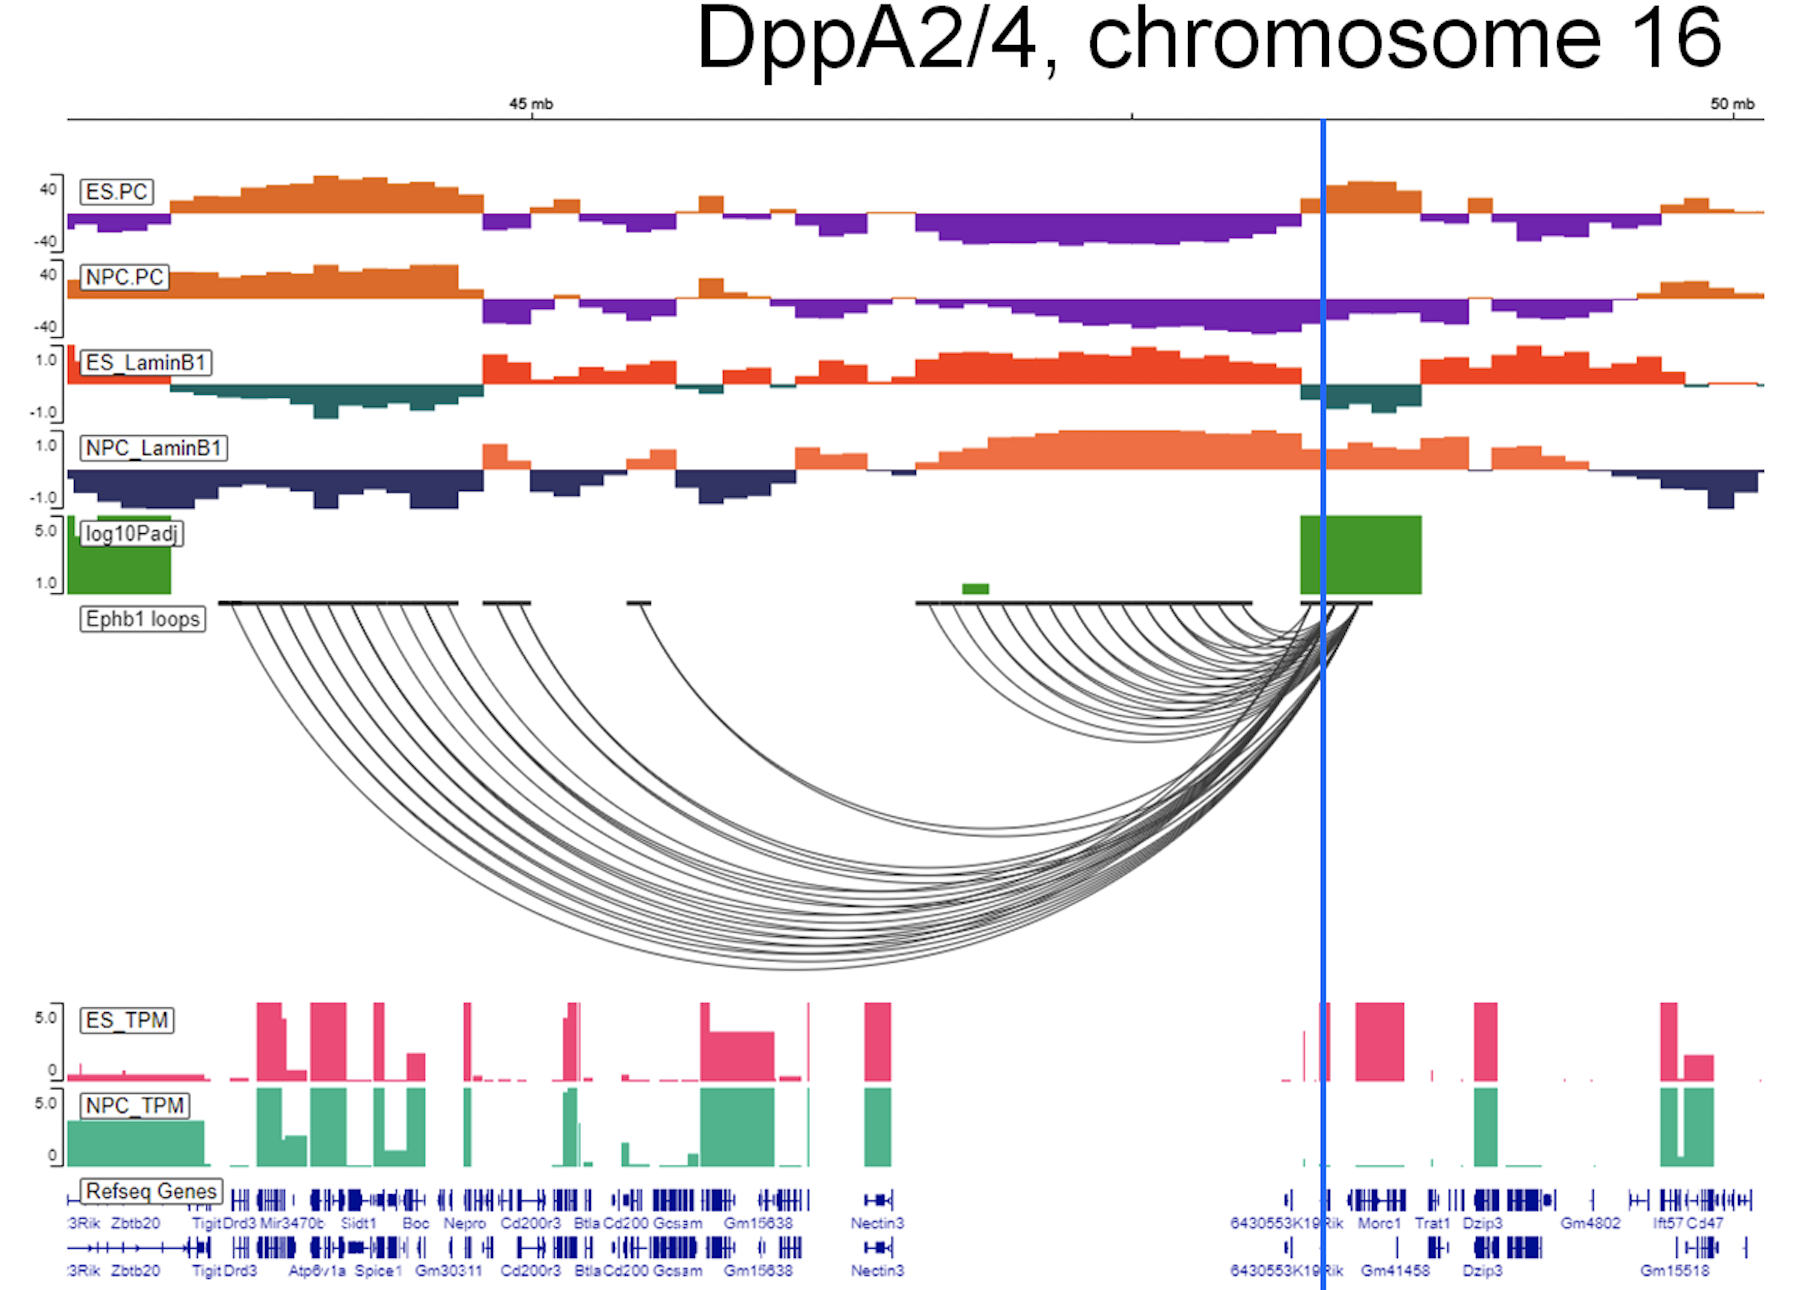 DppA2/4, chromosome 16
45 mb 50 mb
40 ES.PC
-40
40 NPC.PC
-40
1.0 ES_LaminB1
-1.0
1.0 NPC_LaminB1
-1.0
5.0 log10Padj
1.0
Ephb1 loops
5.0 ES_TPM
0
5.0 NPC_TPM
0
Refseq Genes
:3Rik Zbtb20 Tigit Drd3 Mir3470b Sidt1 Boc Nepro Cd200r3 Btla Cd200 Gcsam Gm15638 Nectin3 6430553K19Rik Morc1 Trat1 Dzip3 Gm4802 Ift57 Cd47
:3Rik Zbtb20 Tigit Drd3 Atp6v1a Spice1 Gm30311 Cd200r3 Btla Cd200 Gcsam Gm15638 Nectin3 6430553K19Rik Gm41458 Dzip3 Gm15518